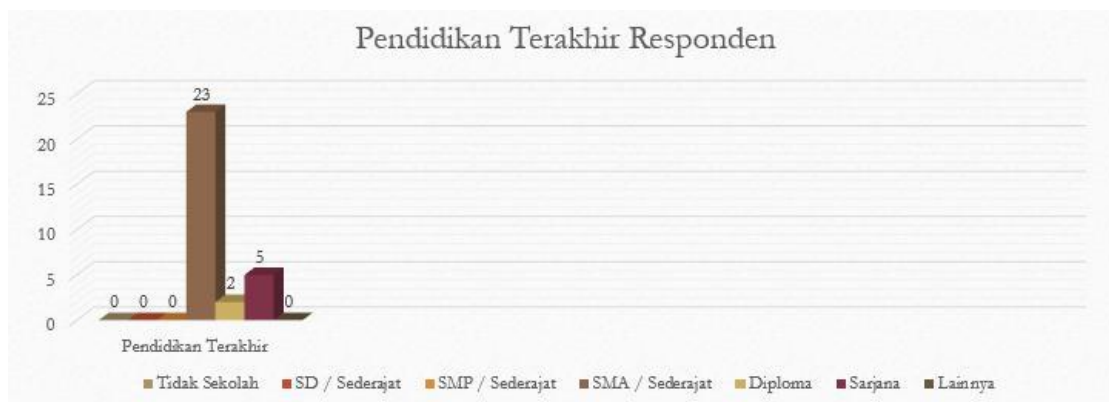 Pendidikan Terakhir Responden
25
20
15
10
5
0
0 0 0 23 2 5 0
Pendidikan Terakhir
Tidak Sekolah SD / Sederajat SMP / Sederajat SMA / Sederajat Diploma Sarjana Lainnya